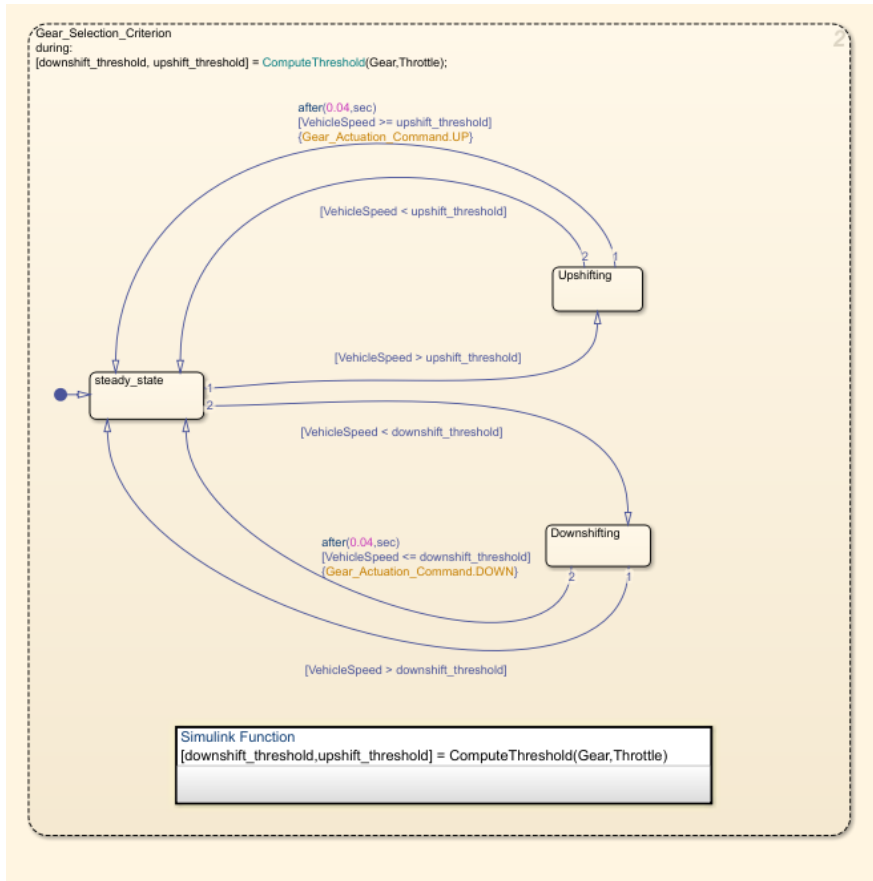 Gear_Selection_Criterion
2
during:
[downshift_threshold, upshift_threshold] = ComputeThreshold(Gear,Throttle);
after(0.04,sec)
[VehicleSpeed >= upshift_threshold]
{Gear_Actuation_Command.UP}
[VehicleSpeed < upshift_threshold]
2
1
Upshifting
[VehicleSpeed > upshift_threshold]
steady_state
1
2
[VehicleSpeed < downshift_threshold]
Downshifting
after(0.04,sec)
[VehicleSpeed <= downshift_threshold]
{Gear_Actuation_Command.DOWN}
2
1
[VehicleSpeed > downshift_threshold]
Simulink Function
[downshift_threshold,upshift_threshold] = ComputeThreshold(Gear,Throttle)